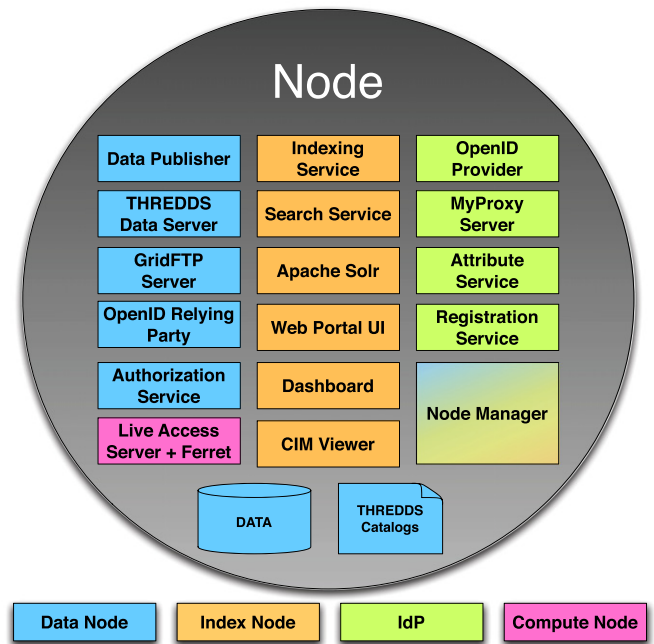 Node
Data Publisher
Indexing
Service
OpenID
Provider
THREDDS
Data Server
Search Service
MyProxy
Server
GridFTP
Server
Apache Solr
Attribute
Service
OpenID Relying
Party
Web Portal UI
Registration
Service
Authorization
Service
Dashboard
Node Manager
Live Access
Server + Ferret
CIM Viewer
DATA
THREDDS
Catalogs
Data Node
Index Node
IdP
Compute Node